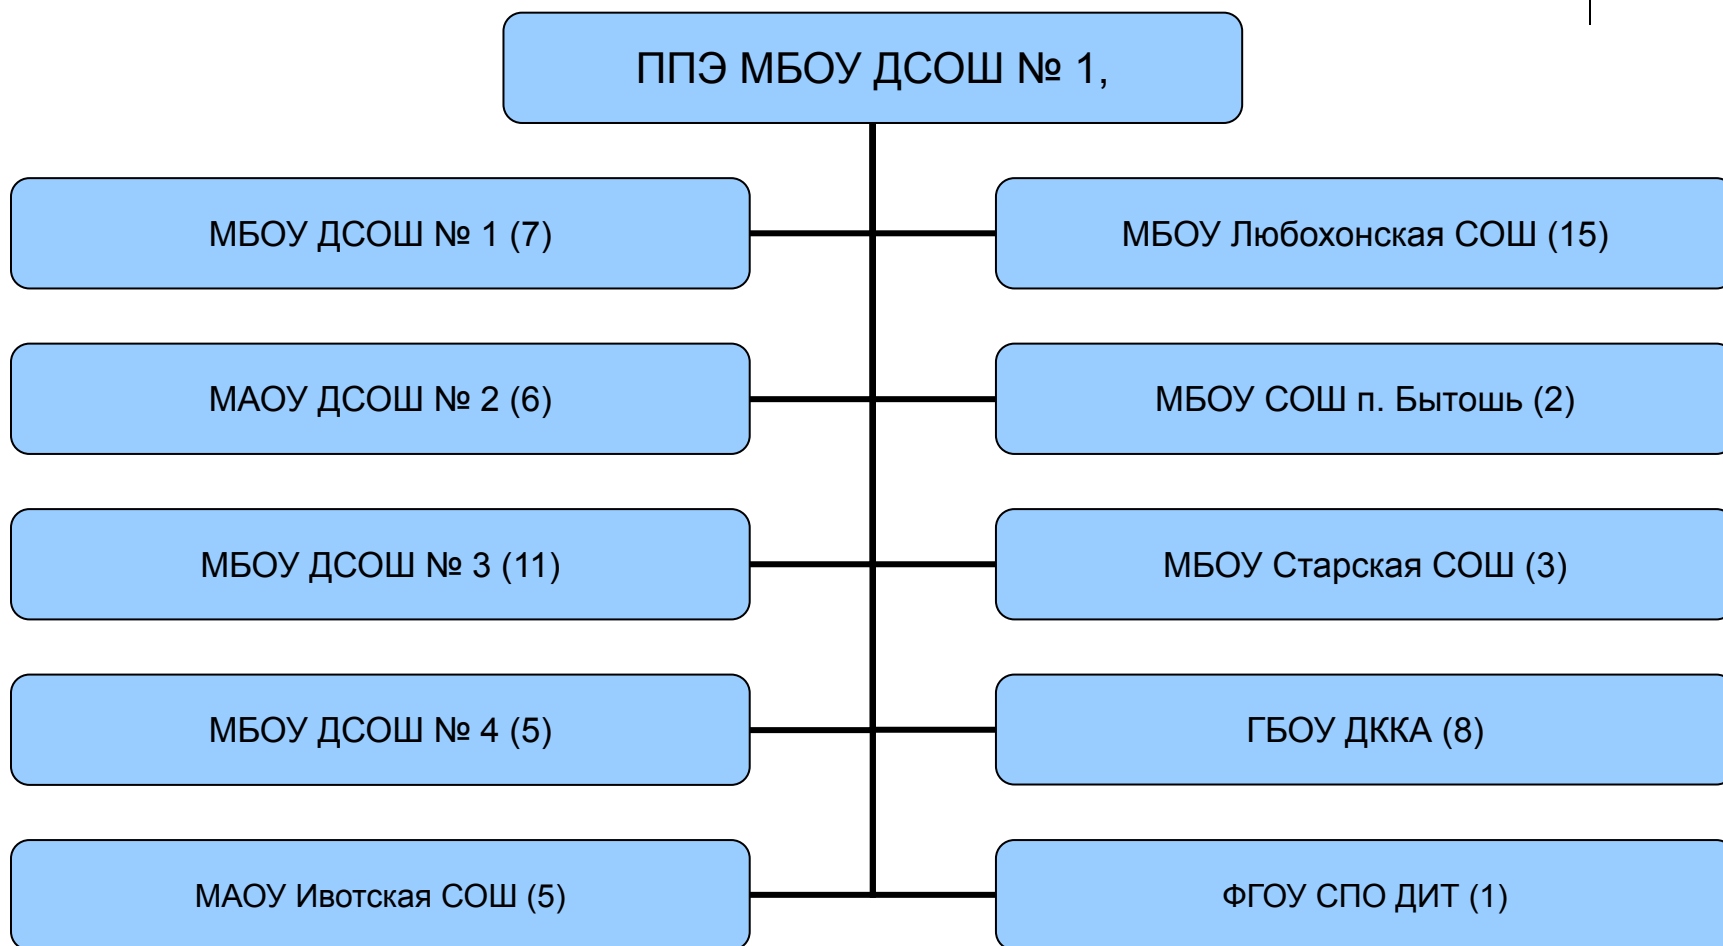 ППЭ МБОУ ДСОШ № 1,
МБОУ ДСОШ № 1 (7)
МБОУ Любохонская СОШ (15)
МАОУ ДСОШ № 2 (6)
МБОУ СОШ п. Бытошь (2)
МБОУ ДСОШ № 3 (11)
МБОУ Старская СОШ (3)
МБОУ ДСОШ № 4 (5)
ГБОУ ДККА (8)
МАОУ Ивотская СОШ (5)
ФГОУ СПО ДИТ (1)